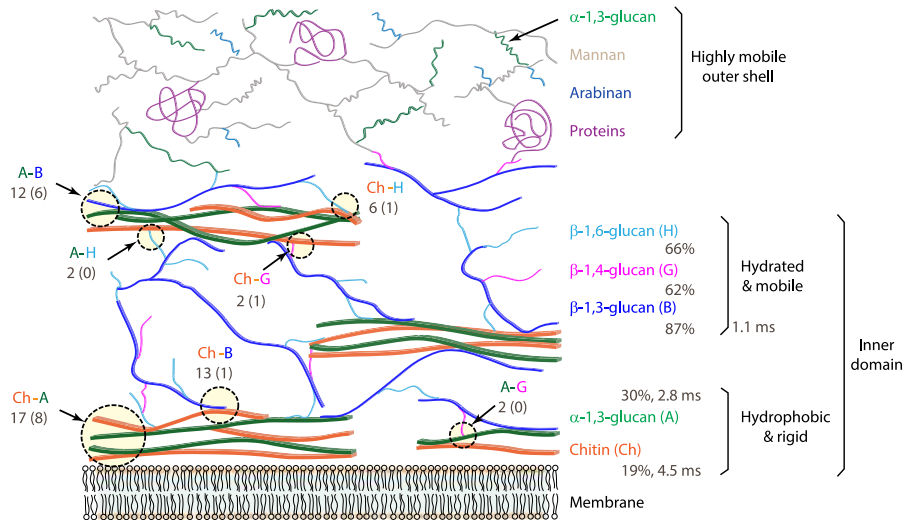 α-1,3-glucan
Mannan
Arabinan
Proteins
Highly mobile
outer shell
A-B
12 (6)
Ch-H
6 (1)
A-H
2 (0)
Ch-G
2 (1)
β-1,6-glucan (H)
66%
β-1,4-glucan (G)
62%
β-1,3-glucan (B)
87%
1.1 ms
Hydrated
& mobile
Inner
domain
Ch-B
13 (1)
Ch-A
17 (8)
A-G
2 (0)
30%, 2.8 ms
α-1,3-glucan (A)
Chitin (Ch)
19%, 4.5 ms
Hydrophobic
& rigid
Membrane